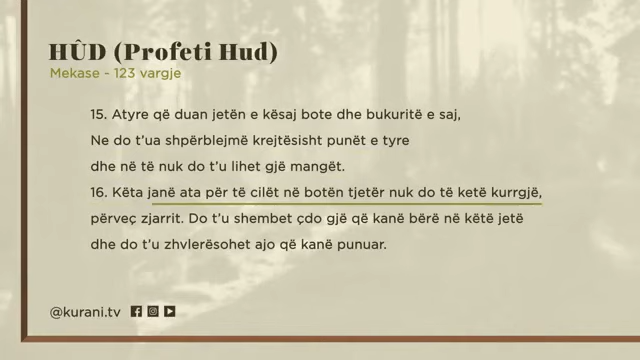 HÛD (Profeti Hud)
Mekase - 123 vargje
15. Atyre që duan jetën e kësaj bote dhe bukuritë e saj,
Ne do t’ua shpërblejmë krejtësisht punët e tyre
dhe në të nuk do t’u lihet gjë mangët.
16. Këta janë ata për të cilët në botën tjetër nuk do të ketë kurrgjë,
përveç zjarrit. Do t’u shembet çdo gjë që kanë bërë në këtë jetë
dhe do t’u zhvlerësohet ajo që kanë punuar.
@kurani.tv